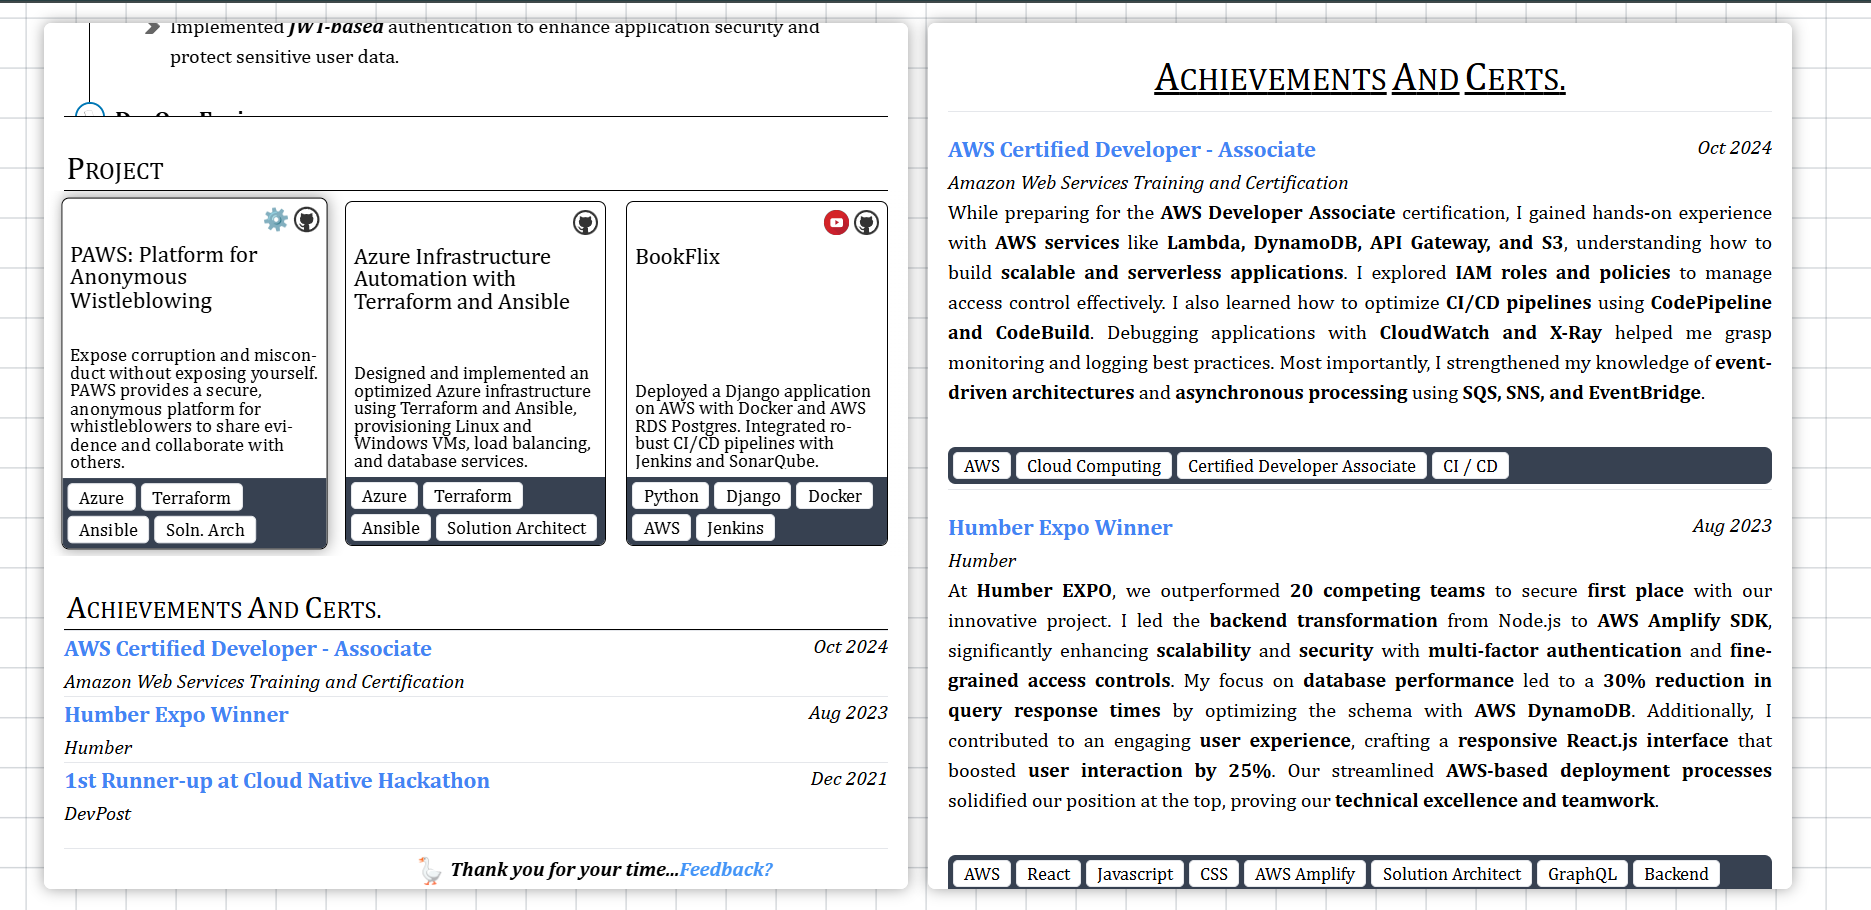 Implemented JWT-based authentication to enhance application security and
protect sensitive user data.
PROJECT
PAWS: Platform for
Anonymous
Wistleblowing
Expose corruption and miscon-
duct without exposing yourself.
PAWS provides a secure,
anonymous platform for
whistleblowers to share evi-
dence and collaborate with
others.
Azure Terraform
Ansible Soln. Arch
Azure Infrastructure
Automation with
Terraform and Ansible
Designed and implemented an
optimized Azure infrastructure
using Terraform and Ansible,
provisioning Linux and
Windows VMs, load balancing,
and database services.
Azure Terraform
Ansible Solution Architect
BookFlix
Deployed a Django application
on AWS with Docker and AWS
RDS Postgres. Integrated ro-
bust CI/CD pipelines with
Jenkins and SonarQube.
Python Django Docker
AWS Jenkins
ACHIEVEMENTS AND CERTS.
AWS Certified Developer - Associate Oct 2024
Amazon Web Services Training and Certification
Humber Expo Winner Aug 2023
Humber
1st Runner-up at Cloud Native Hackathon Dec 2021
DevPost
Thank you for your time...Feedback?
ACHIEVEMENTS AND CERTS.
AWS Certified Developer - Associate Oct 2024
Amazon Web Services Training and Certification
While preparing for the AWS Developer Associate certification, I gained hands-on experience
with AWS services like Lambda, DynamoDB, API Gateway, and S3, understanding how to
build scalable and serverless applications. I explored IAM roles and policies to manage
access control effectively. I also learned how to optimize CI/CD pipelines using CodePipeline
and CodeBuild. Debugging applications with CloudWatch and X-Ray helped me grasp
monitoring and logging best practices. Most importantly, I strengthened my knowledge of event-
driven architectures and asynchronous processing using SQS, SNS, and EventBridge.
AWS Cloud Computing Certified Developer Associate CI / CD
Humber Expo Winner Aug 2023
Humber
At Humber EXPO, we outperformed 20 competing teams to secure first place with our
innovative project. I led the backend transformation from Node.js to AWS Amplify SDK,
significantly enhancing scalability and security with multi-factor authentication and fine-
grained access controls. My focus on database performance led to a 30% reduction in
query response times by optimizing the schema with AWS DynamoDB. Additionally, I
contributed to an engaging user experience, crafting a responsive React.js interface that
boosted user interaction by 25%. Our streamlined AWS-based deployment processes
solidified our position at the top, proving our technical excellence and teamwork.
AWS React Javascript CSS AWS Amplify Solution Architect GraphQL Backend